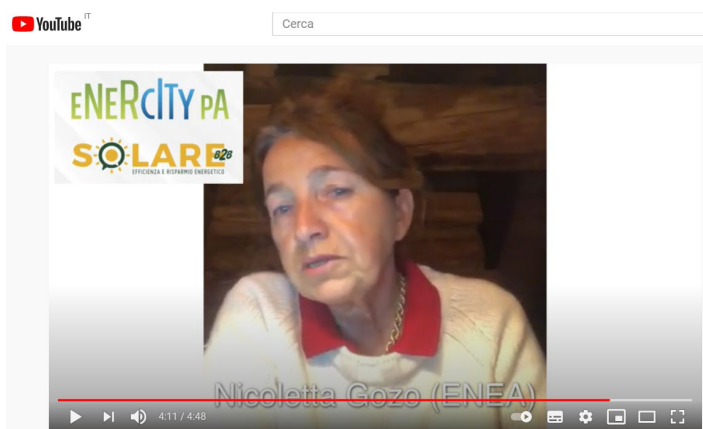 YouTube IT
Cerca
ENERCITY PA
SOLARE B2B
EFFICIENZA E RISPARMIO ENERGETICO
Nicoletta Gozo (ENEA)
4:11 / 4:48